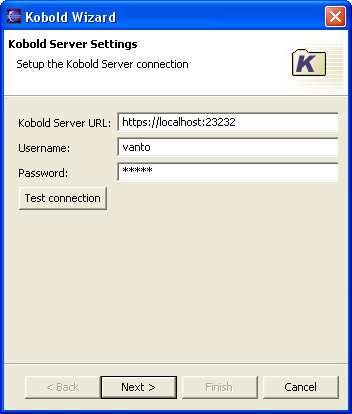 Kobold Wizard
Kobold Server Settings
Setup the Kobold Server connection
K
Kobold Server URL: https://localhost:23232
Username: vanto
Password: *****
Test connection
< Back Next > Finish Cancel